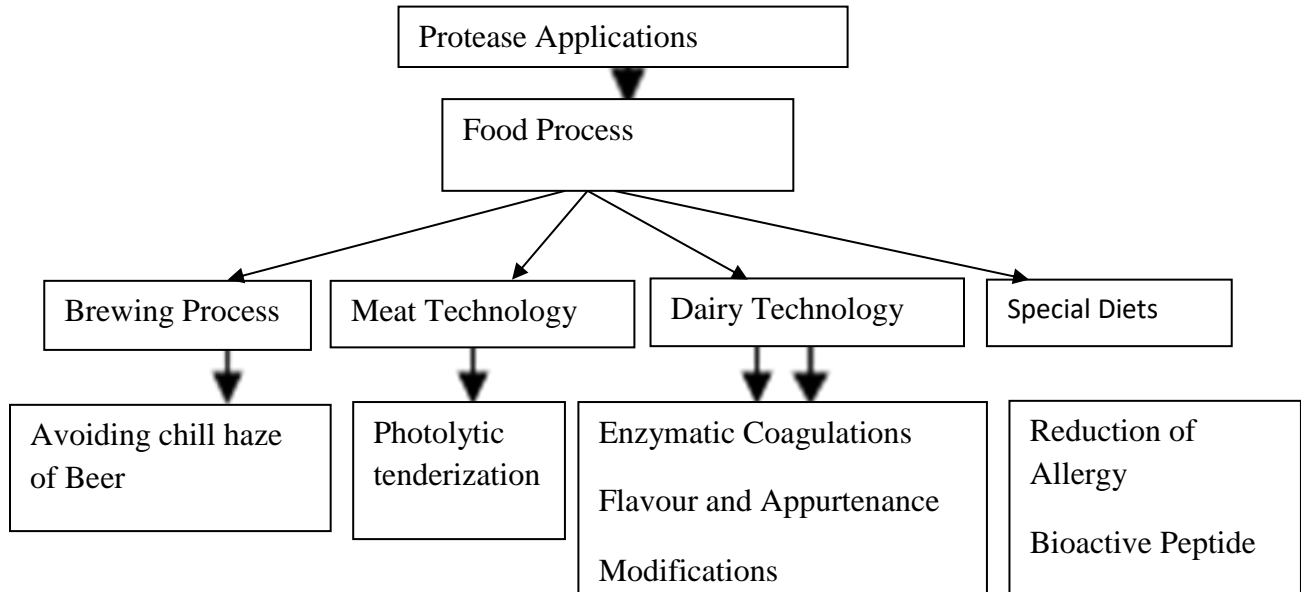 Protease Applications
Food Process
Brewing Process
Meat Technology
Dairy Technology
Special Diets
Avoiding chill haze
of Beer
Photolytic
tenderization
Enzymatic Coagulations
Flavour and Appurtenance
Modifications
Reduction of
Allergy
Bioactive Peptide